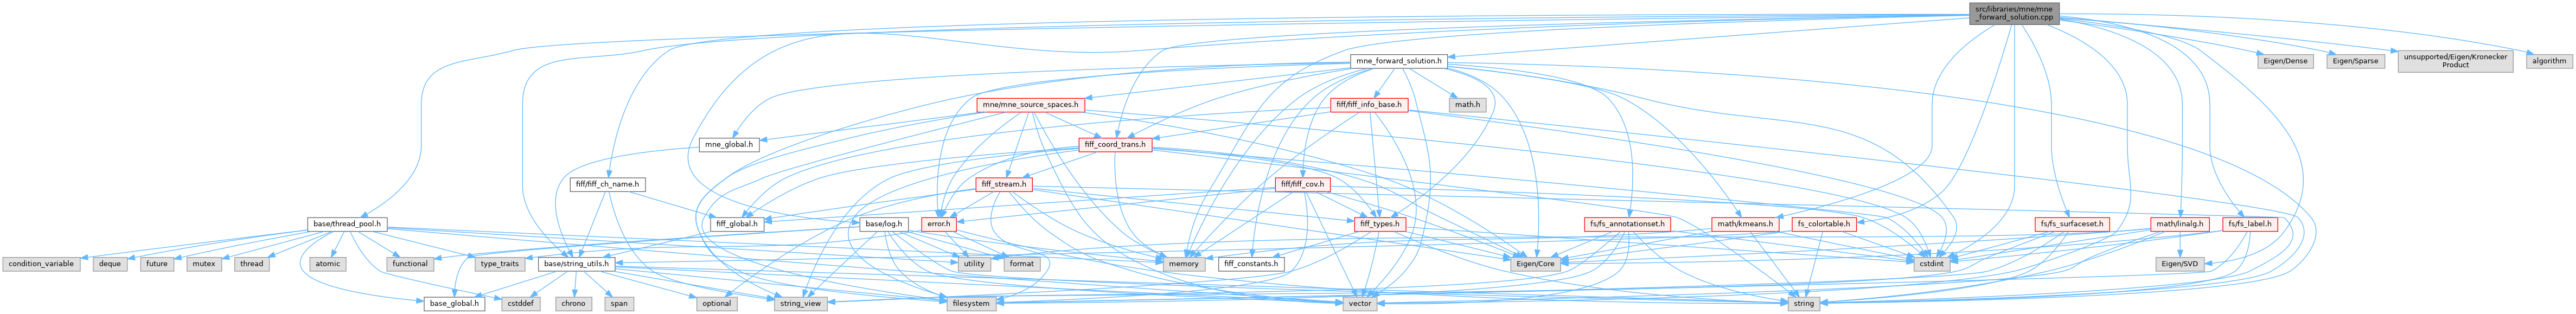 src/libraries/mne/mne
_forward_solution.cpp
mne_forward_solution.h
Eigen/Dense
Eigen/Sparse
unsupported/Eigen/Kronecker
Product
algorithm
mne/mne_source_spaces.h
fiff/fiff_info_base.h
math.h
mne_global.h
fiff_coord_trans.h
fiff/fiff_ch_name.h
fiff_stream.h
fiff/fiff_cov.h
base/thread_pool.h
fiff_global.h
base/log.h
error.h
fiff_types.h
fs/fs_annotationset.h
math/kmeans.h
fs_colortable.h
fs/fs_surfaceset.h
math/linalg.h
fs/fs_label.h
condition_variable
deque
future
mutex
thread
atomic
functional
type_traits
base/string_utils.h
utility
format
memory
fiff_constants.h
Eigen/Core
cstdint
Eigen/SVD
base_global.h
cstddef
chrono
span
optional
string_view
filesystem
vector
string